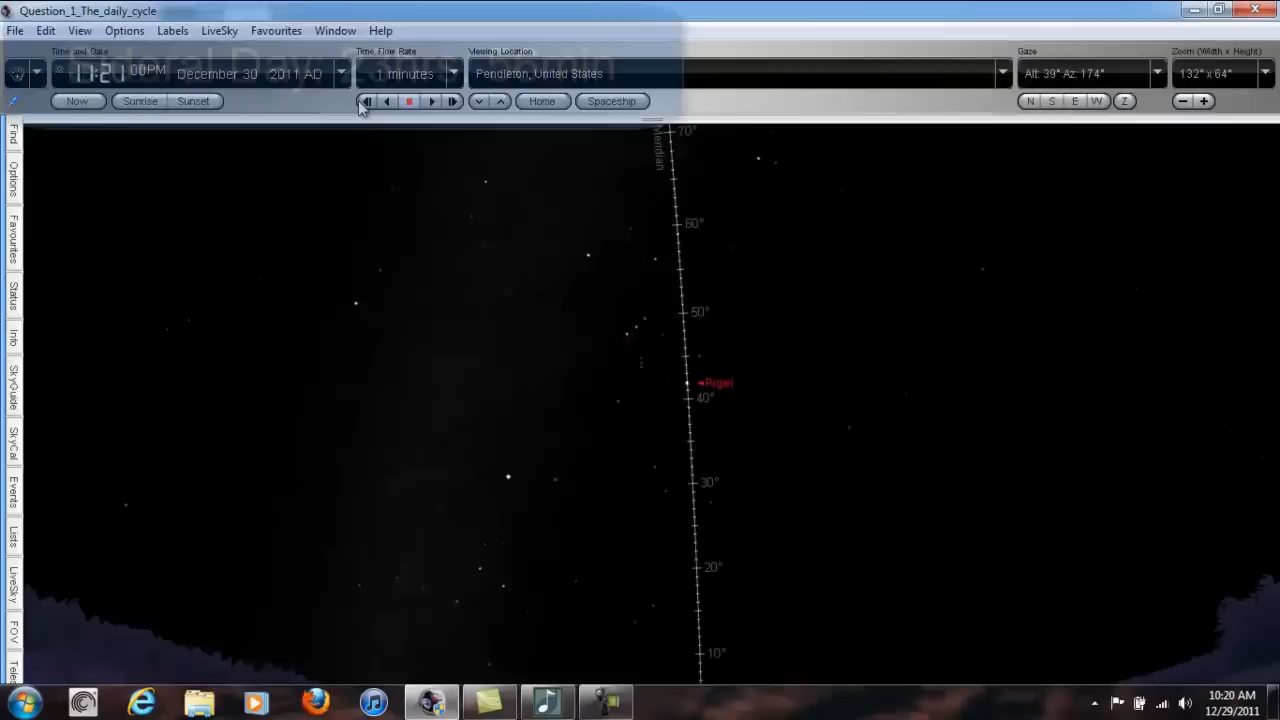 Question_1_The_daily_cycle
File Edit View Options Labels LiveSky Favourites Window Help
Time and Date Time Flow Rate Viewing Location Gaze Zoom (Width x Height)
11:21:00PM December 30 2011 AD 1 minutes Pendleton, United States Alt: 39° Az: 174° 132° x 64°
Now Sunrise Sunset Home Spaceship N S E W Z
Find
Options
Favourites
Status
Info
SkyGuide
SkyCal
Events
Lists
LiveSky
FOV
Meridian
70°
60°
50°
Rigel
40°
30°
20°
10°
10:20 AM
12/29/2011